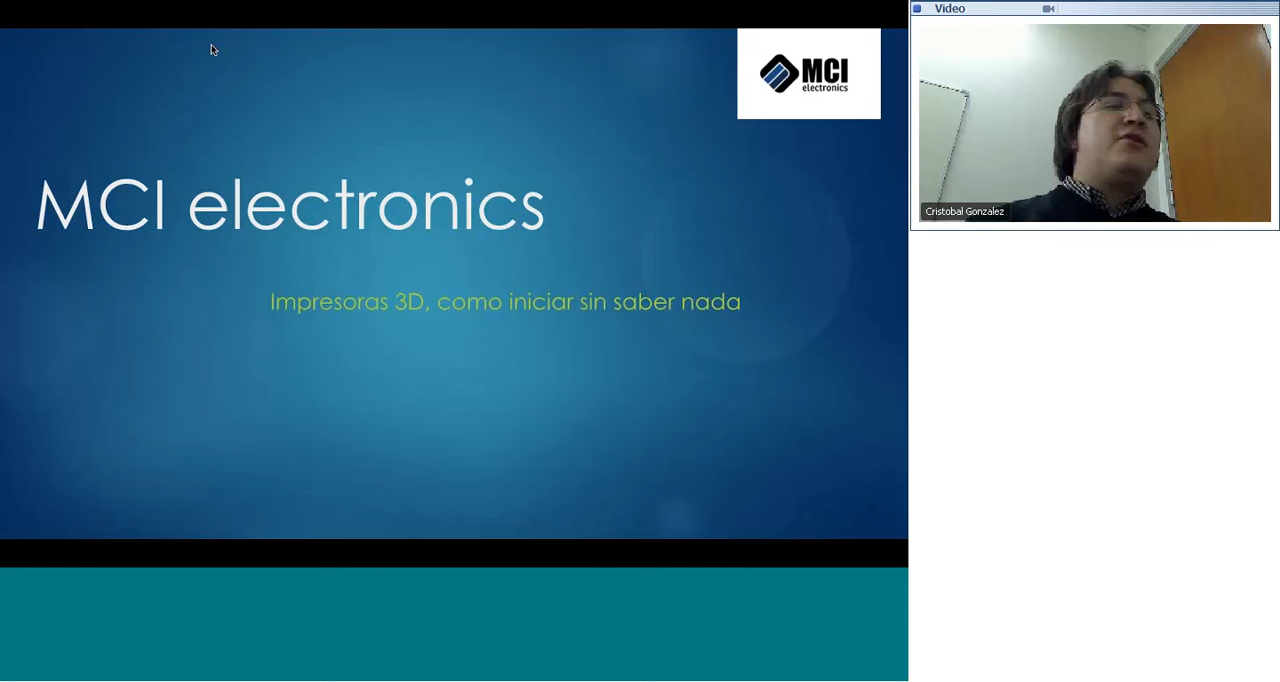 Video
MCI
electronics
MCI electronics
Cristobal Gonzalez
Impresoras 3D, como iniciar sin saber nada